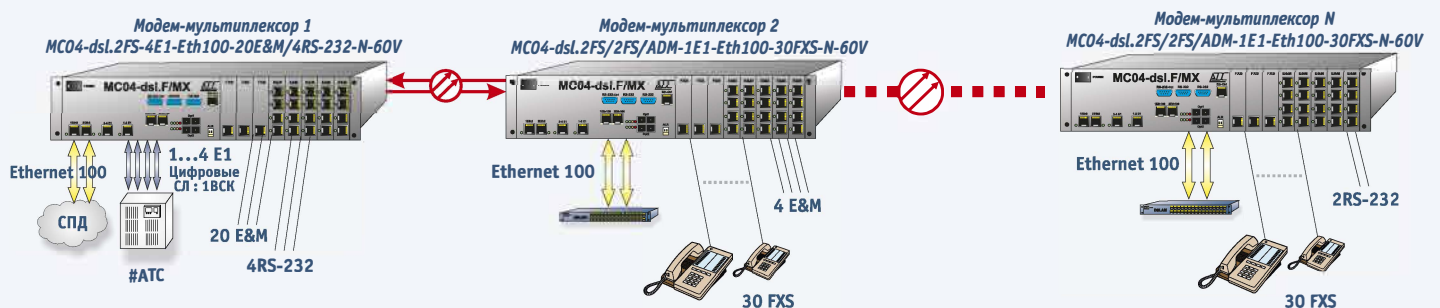 Модем-мультиплексор 1
MC04-dsl.2FS-4E1-Eth100-20E&M/4RS-232-N-60V
MC04-dsl.F/MX
Ethernet 100
1...4 E1
Цифровые
СЛ : 1ВСК
СПД
#АТС
20 E&M
4RS-232
Модем-мультиплексор 2
MC04-dsl.2FS/2FS/ADM-1E1-Eth100-30FXS-N-60V
MC04-dsl.F/MX
Ethernet 100
4 E&M
30 FXS
Модем-мультиплексор N
MC04-dsl.2FS/2FS/ADM-1E1-Eth100-30FXS-N-60V
MC04-dsl.F/MX
Ethernet 100
2RS-232
30 FXS